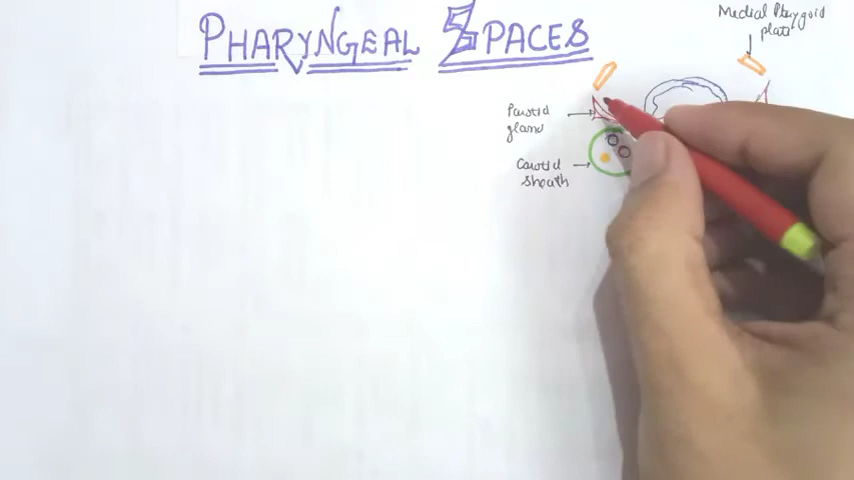 PHARYNGEAL SPACES
Medial Pterygoid
plate
Parotid
gland
Carotid
Sheath